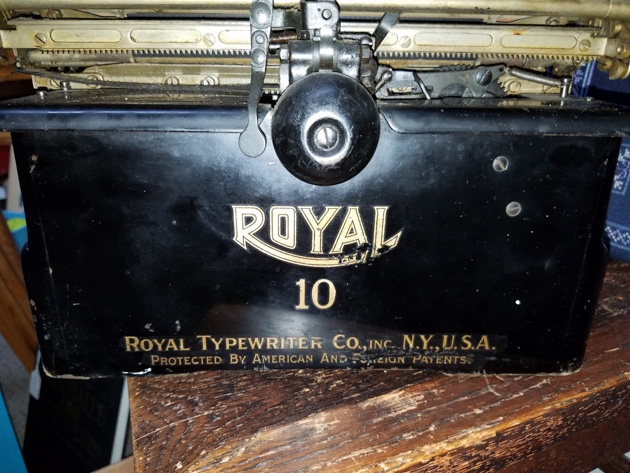 ROYAL
10
ROYAL TYPEWRITER CO., INC. N.Y., U.S.A.
PROTECTED BY AMERICAN AND FOREIGN PATENTS.